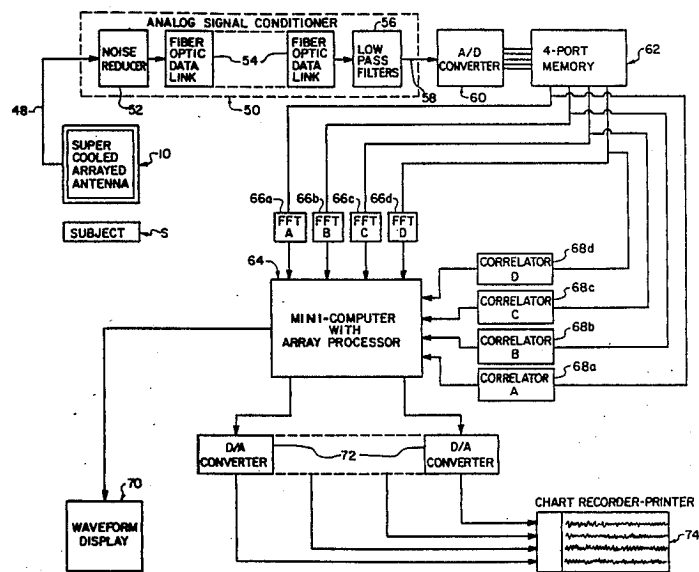 ANALOG SIGNAL CONDITIONER
56
NOISE
REDUCER
FIBER
OPTIC
DATA
LINK
54
FIBER
OPTIC
DATA
LINK
LOW
PASS
FILTERS
A/D
CONVERTER
4-PORT
MEMORY
62
52
50
58
60
48
SUPER
COOLED
ARRAYED
ANTENNA
10
SUBJECT
S
66a
66b
66c
66d
FFT
A
FFT
B
FFT
C
FFT
D
64
MINI-COMPUTER
WITH
ARRAY PROCESSOR
68d
CORRELATOR
D
68c
CORRELATOR
C
68b
CORRELATOR
B
68a
CORRELATOR
A
D/A
CONVERTER
72
D/A
CONVERTER
70
WAVEFORM
DISPLAY
CHART RECORDER-PRINTER
74